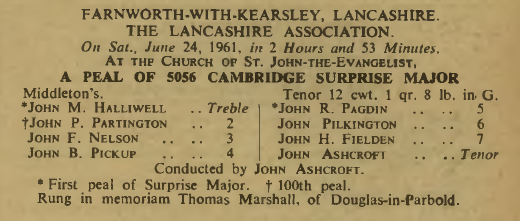 FARNWORTH-WITH-KEARSLEY, LANCASHIRE.
THE LANCASHIRE ASSOCIATION.
On Sat., June 24, 1961, in 2 Hours and 53 Minutes,
AT THE CHURCH OF ST. JOHN-THE-EVANGELIST,
A PEAL OF 5056 CAMBRIDGE SURPRISE MAJOR
Middleton's. Tenor 12 cwt. 1 qr. 8 lb. in G.
*JOHN M. HALLIWELL .. Treble *JOHN R. PAGDIN .. .. 5
†JOHN P. PARTINGTON .. 2 JOHN PILKINGTON .. .. 6
JOHN F. NELSON .. .. 3 JOHN H. FIELDEN .. .. 7
JOHN B. PICKUP .. .. 4 JOHN ASHCROFT .. .. Tenor
Conducted by JOHN ASHCROFT.
* First peal of Surprise Major. † 100th peal.
Rung in memoriam Thomas Marshall, of Douglas-in-Parbold.